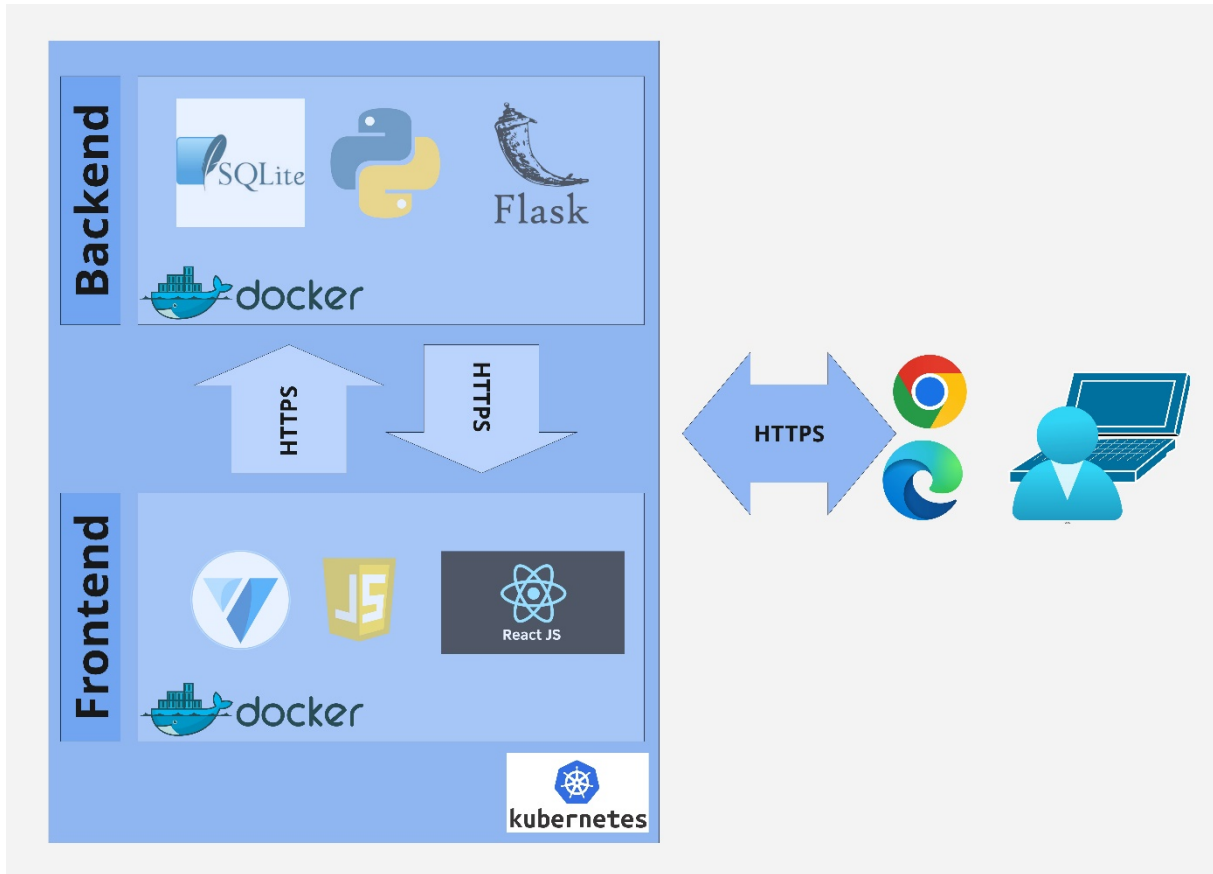 Backend
SQLite
Flask
docker
HTTPS
HTTPS
HTTPS
Frontend
JS
React JS
docker
kubernetes